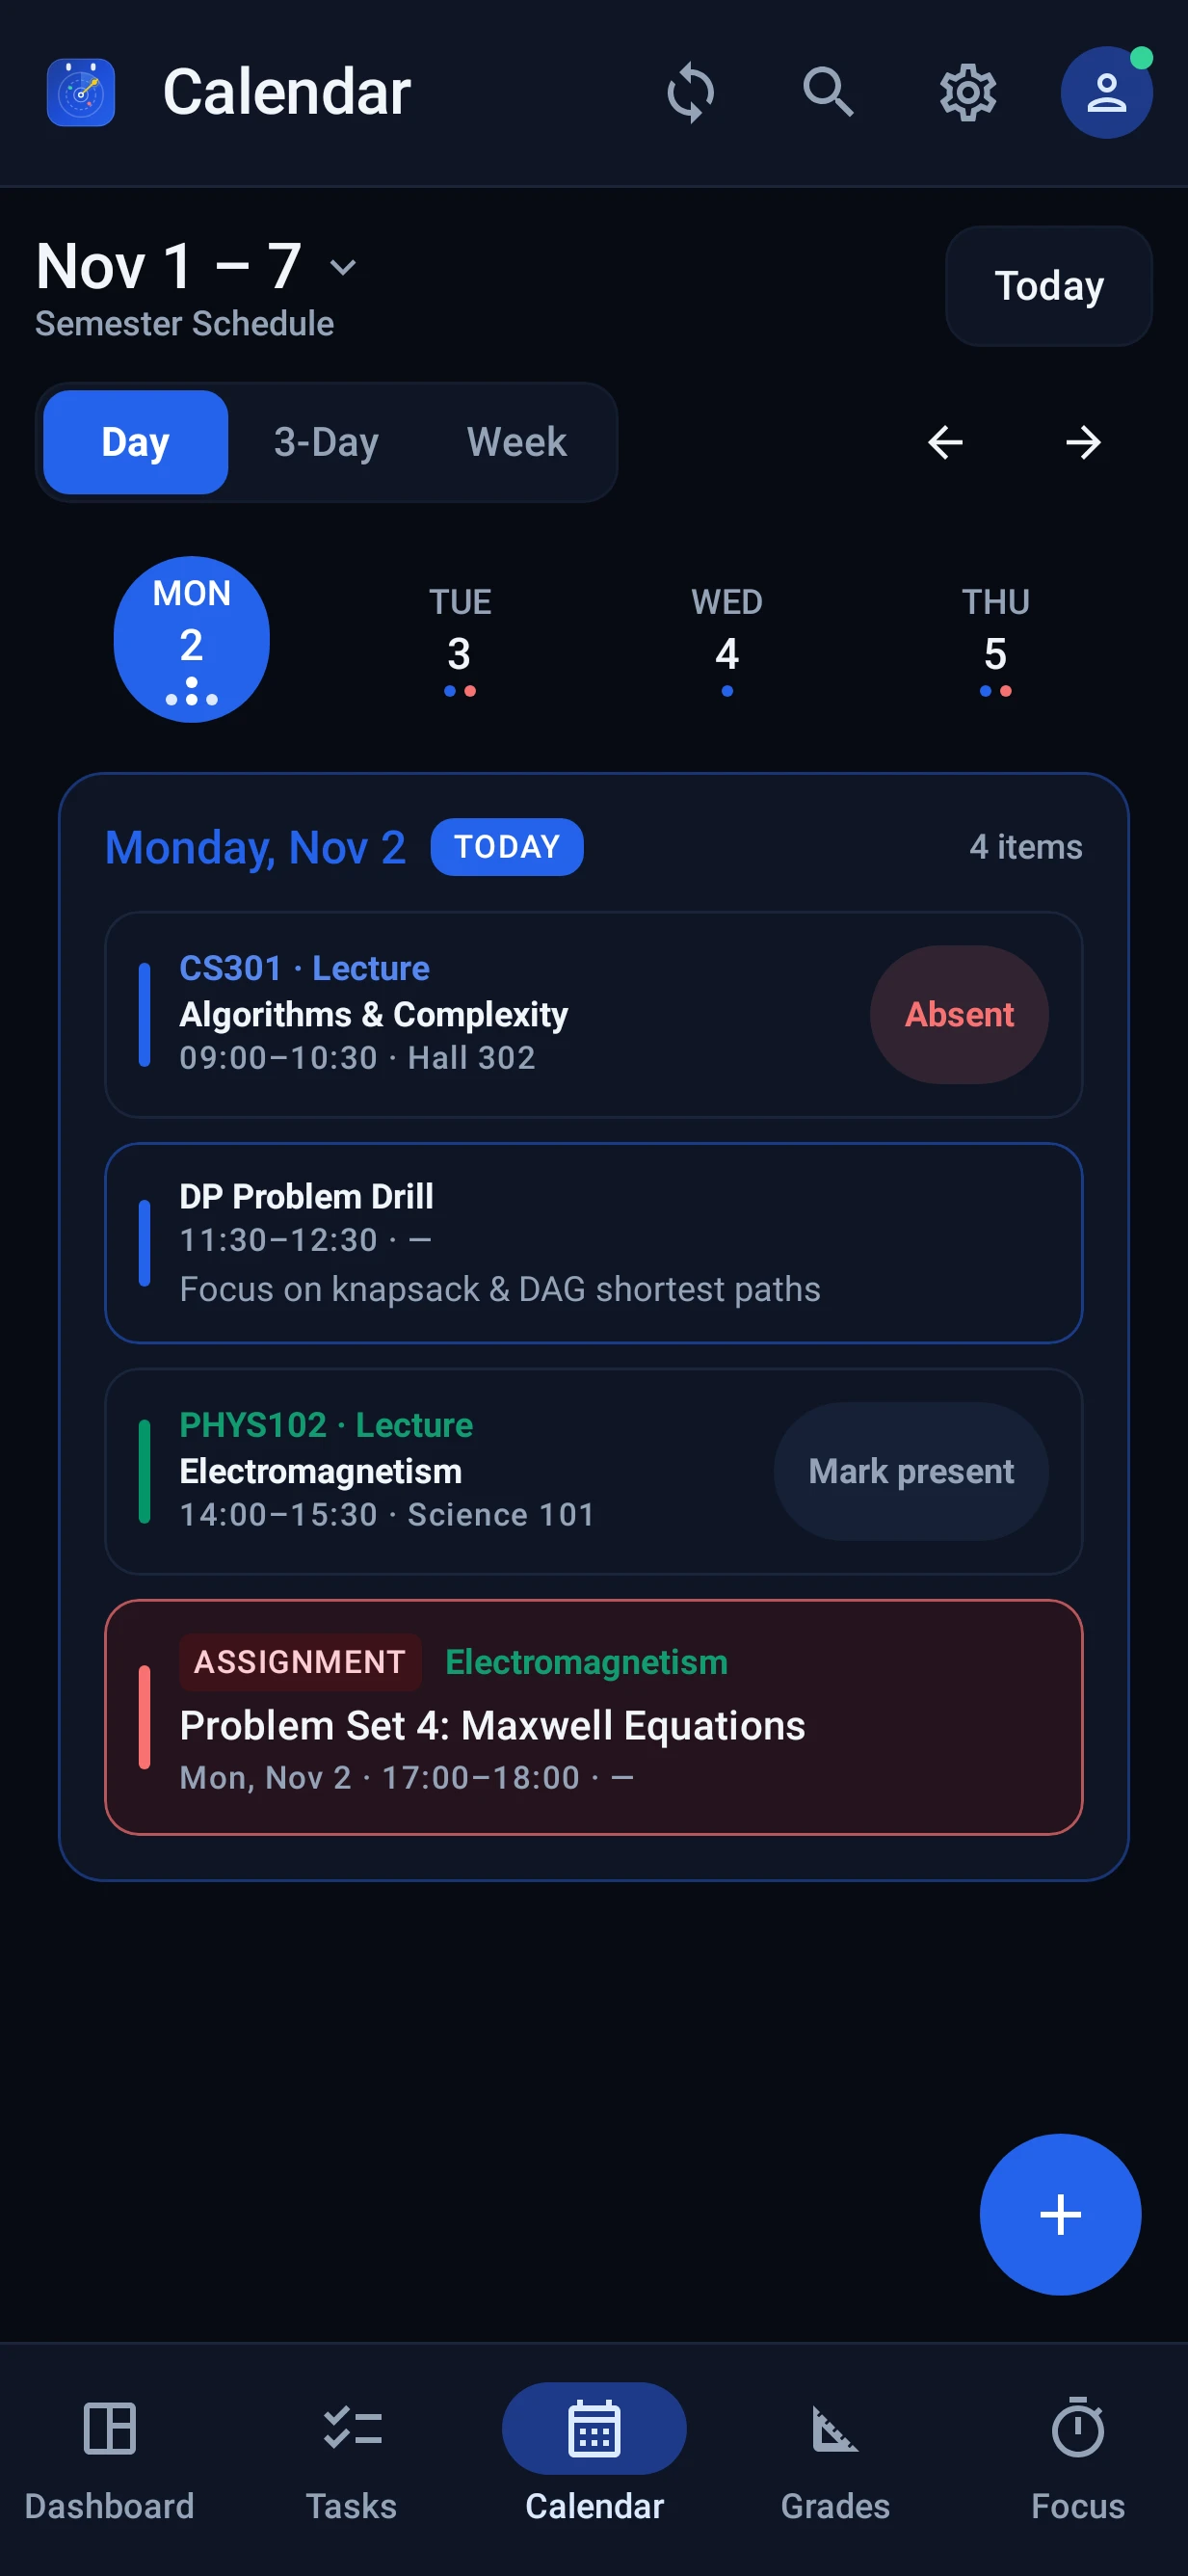 Calendar
Nov 1 – 7
Semester Schedule
Today
Day
3-Day
Week
MON
2
TUE
3
WED
4
THU
5
Monday, Nov 2
TODAY
4 items
CS301 · Lecture
Algorithms & Complexity
09:00–10:30 · Hall 302
Absent
DP Problem Drill
11:30–12:30 · —
Focus on knapsack & DAG shortest paths
PHYS102 · Lecture
Electromagnetism
14:00–15:30 · Science 101
Mark present
ASSIGNMENT
Electromagnetism
Problem Set 4: Maxwell Equations
Mon, Nov 2 · 17:00–18:00 · —
Dashboard
Tasks
Calendar
Grades
Focus